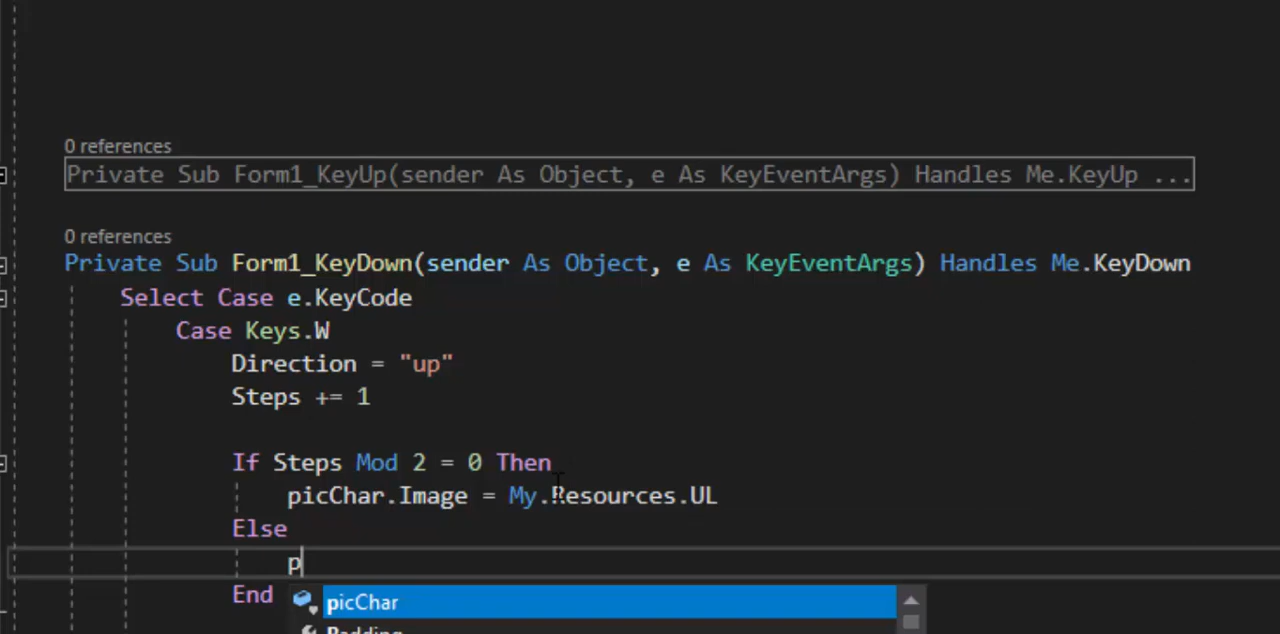 0 references
Private Sub Form1_KeyUp(sender As Object, e As KeyEventArgs) Handles Me.KeyUp ...
0 references
Private Sub Form1_KeyDown(sender As Object, e As KeyEventArgs) Handles Me.KeyDown
Select Case e.KeyCode
Case Keys.W
Direction = "up"
Steps += 1
If Steps Mod 2 = 0 Then
picChar.Image = My.Resources.UL
Else
p
End
picChar
Padding